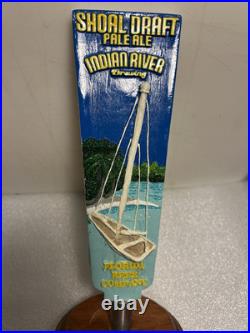 SHOAL DRAFT
PALE ALE
INDIAN RIVER
Brewing
FLORIDA
BEER
COMPANY